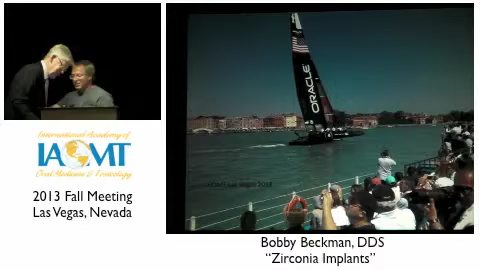 International Academy of
IAOMT
Oral Medicine & Toxicology
2013 Fall Meeting
Las Vegas, Nevada
ORACLE
Bobby Beckman, DDS
“Zirconia Implants”